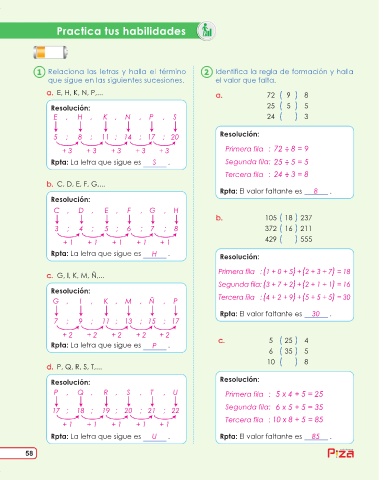 Practica tus habilidades
1 Relaciona las letras y halla el término
que sigue en las siguientes sucesiones.
a. E, H, K, N, P,...
Resolución:
E , H , K , N , P , S
5 ; 8 ; 11 ; 14 ; 17 ; 20
+3 +3 +3 +3 +3
Rpta: La letra que sigue es S .
b. C, D, E, F, G,...
Resolución:
C , D , E , F , G , H
3 ; 4 ; 5 ; 6 ; 7 ; 8
+1 +1 +1 +1 +1
Rpta: La letra que sigue es H .
c. G, I, K, M, Ñ,...
Resolución:
G , I , K , M , Ñ , P
7 ; 9 ; 11 ; 13 ; 15 ; 17
+2 +2 +2 +2 +2
Rpta: La letra que sigue es P .
d. P, Q, R, S, T,...
Resolución:
P , Q , R , S , T , U
17 ; 18 ; 19 ; 20 ; 21 ; 22
+1 +1 +1 +1 +1
Rpta: La letra que sigue es U .
2 Identifica la regla de formación y halla
el valor que falta.
a. 72 ( 9 ) 8
25 ( 5 ) 5
24 ( ) 3
Resolución:
Primera fila : 72 ÷ 8 = 9
Segunda fila: 25 ÷ 5 = 5
Tercera fila : 24 ÷ 3 = 8
Rpta: El valor faltante es 8 .
b. 105 ( 18 ) 237
372 ( 16 ) 211
429 ( ) 555
Resolución:
Primera fila : (1 + 0 + 5) + (2 + 3 + 7) = 18
Segunda fila: (3 + 7 + 2) + (2 + 1 + 1) = 16
Tercera fila : (4 + 2 + 9) + (5 + 5 + 5) = 30
Rpta: El valor faltante es 30 .
c. 5 ( 25 ) 4
6 ( 35 ) 5
10 ( ) 8
Resolución:
Primera fila : 5 x 4 + 5 = 25
Segunda fila: 6 x 5 + 5 = 35
Tercera fila : 10 x 8 + 5 = 85
Rpta: El valor faltante es 85 .
58